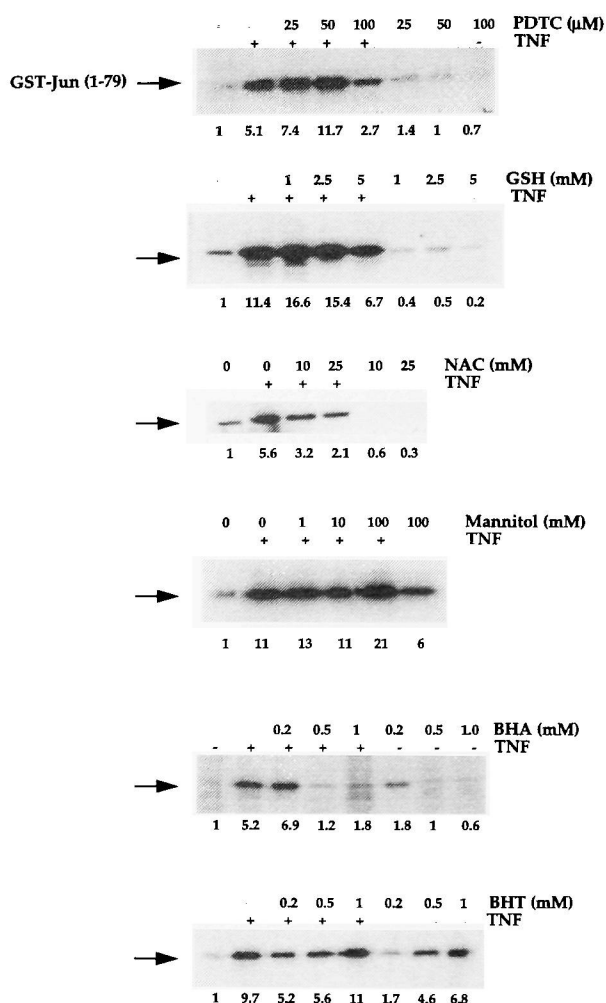 - - 25 50 100 25 50 100 PDTC (µM)
+ + + + - TNF
GST-Jun (1-79)
1 5.1 7.4 11.7 2.7 1.4 1 0.7
- - 1 2.5 5 1 2.5 5 GSH (mM)
+ + + + TNF
1 11.4 16.6 15.4 6.7 0.4 0.5 0.2
0 0 10 25 10 25 NAC (mM)
+ + + TNF
1 5.6 3.2 2.1 0.6 0.3
0 0 1 10 100 100 Mannitol (mM)
+ + + + TNF
1 11 13 11 21 6
0.2 0.5 1 0.2 0.5 1.0 BHA (mM)
- + + + + - - - TNF
1 5.2 6.9 1.2 1.8 1.8 1 0.6
0.2 0.5 1 0.2 0.5 1 BHT (mM)
+ + + + TNF
1 9.7 5.2 5.6 11 1.7 4.6 6.8